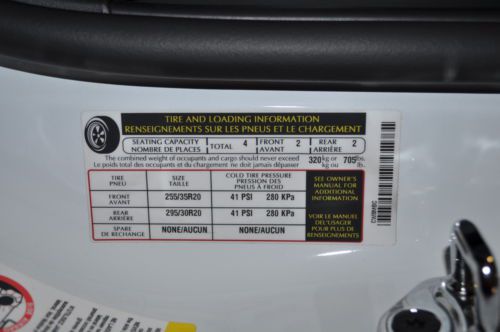 TIRE AND LOADING INFORMATION
RENSEIGNEMENTS SUR LES PNEUS ET LE CHARGEMENT
SEATING CAPACITY
NOMBRE DE PLACES
TOTAL 4
FRONT
AVANT
2
REAR
ARRIÈRE
2
The combined weight of occupants and cargo should never exceed
Le poids total des occupants et du chargement ne doit jamais dépasser
320 kg or
kg ou
705 lbs.
lb.
TIRE
PNEU
SIZE
TAILLE
COLD TIRE PRESSURE
PRESSION DES
PNEUS À FROID
FRONT
AVANT
255/35R20
41 PSI 280 KPa
REAR
ARRIÈRE
295/30R20
41 PSI 280 KPa
SPARE
DE RECHANGE
NONE/AUCUN
NONE/AUCUN
SEE OWNER'S
MANUAL FOR
ADDITIONAL
INFORMATION
VOIR LE MANUEL
DE L'USAGER
POUR PLUS DE
RENSEIGNEMENTS